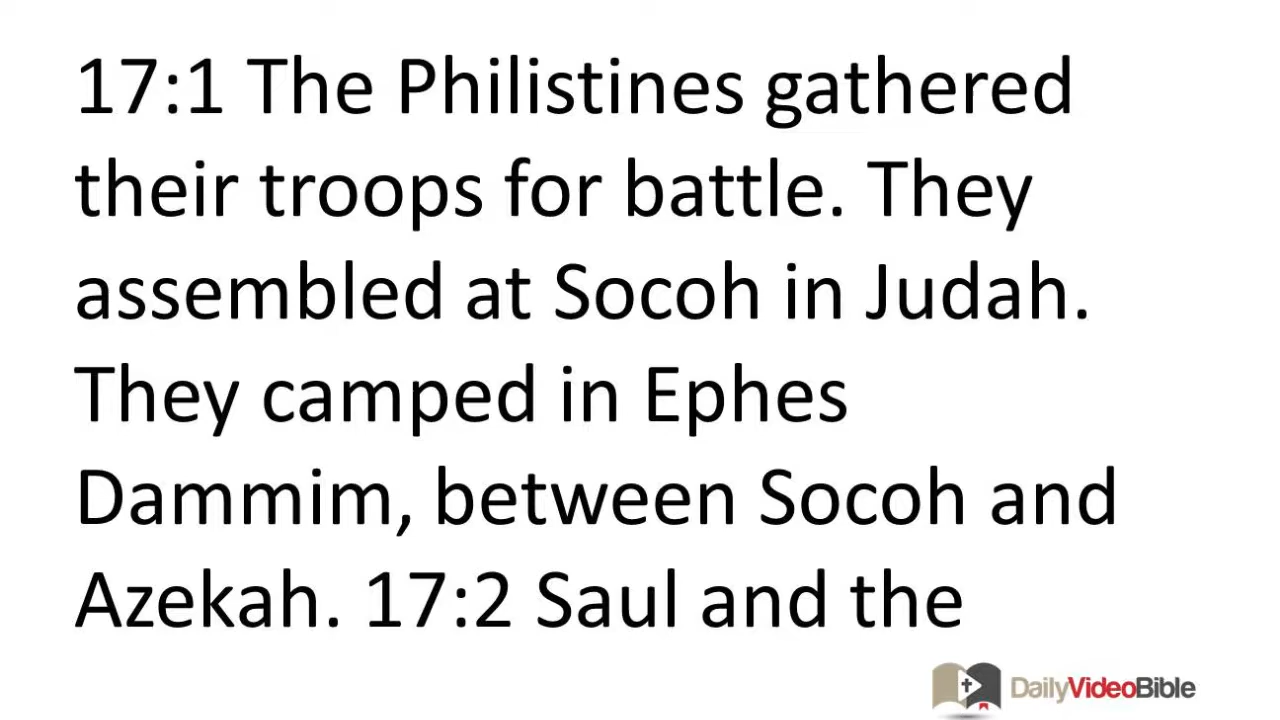 17:1 The Philistines gathered
their troops for battle. They
assembled at Socoh in Judah.
They camped in Ephes
Dammim, between Socoh and
Azekah. 17:2 Saul and the
DailyVideoBible